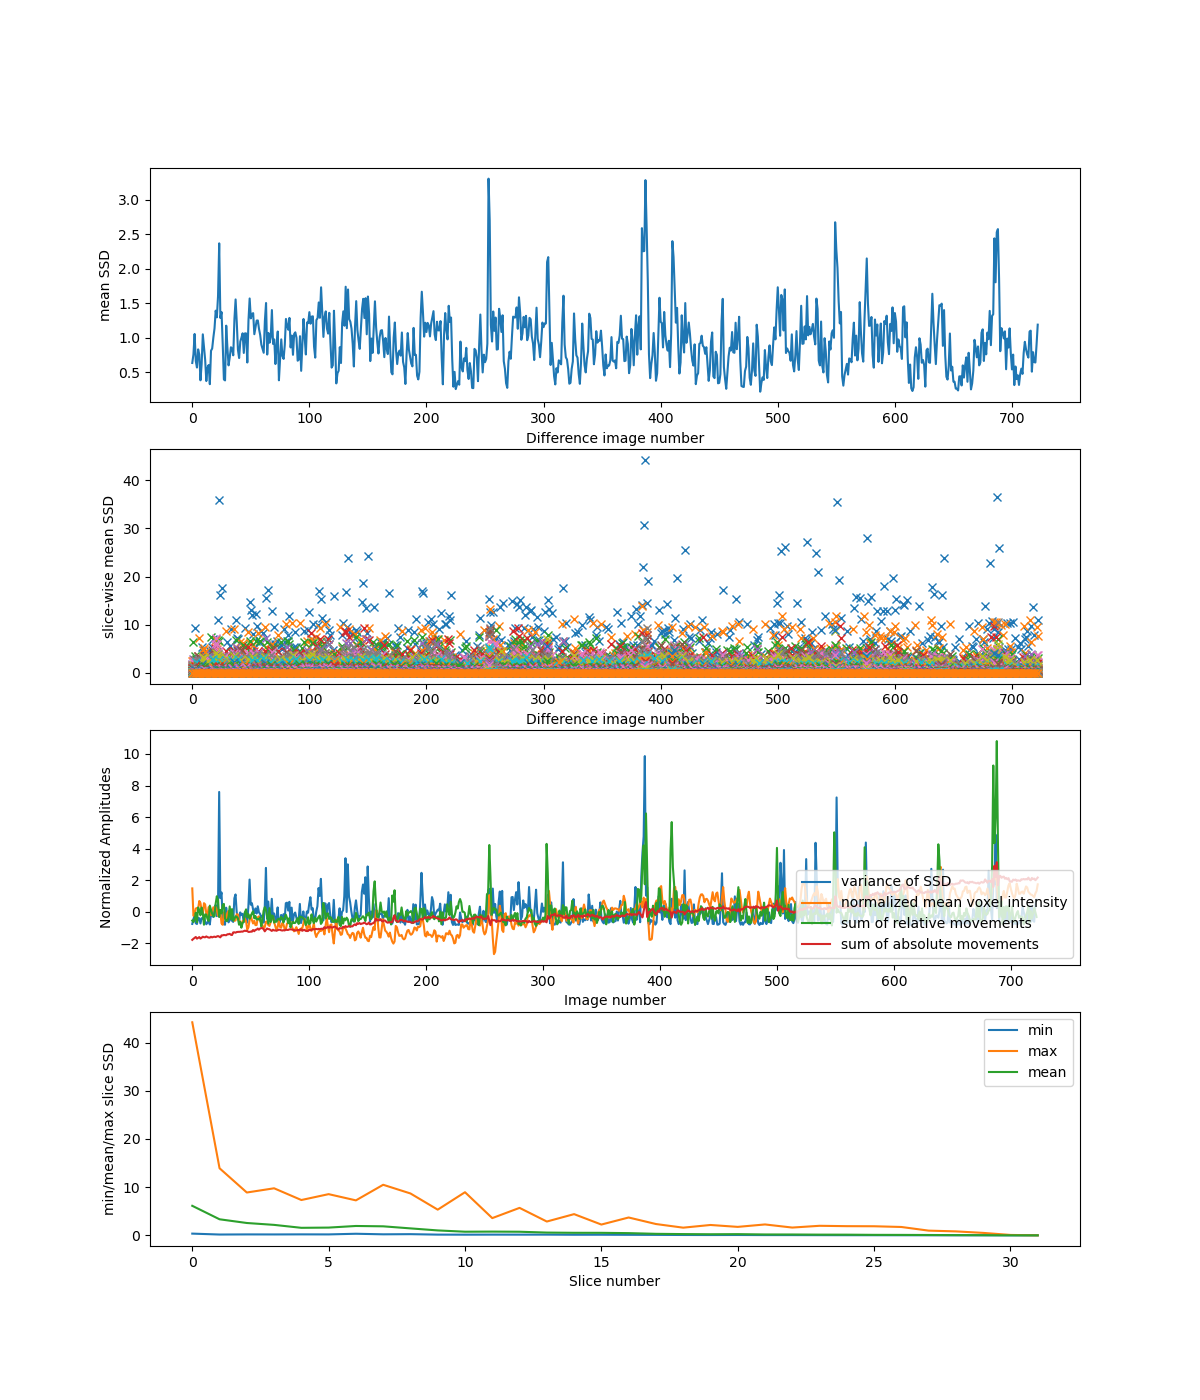 3.0
2.5
2.0
1.5
1.0
0.5
mean SSD
0 100 200 300 400 500 600 700
Difference image number
40
30
20
10
0
slice-wise mean SSD
0 100 200 300 400 500 600 700
Difference image number
10
8
6
4
2
0
−2
Normalized Amplitudes
variance of SSD
normalized mean voxel intensity
sum of relative movements
sum of absolute movements
0 100 200 300 400 500 600 700
Image number
40
30
20
10
0
min/mean/max slice SSD
min
max
mean
0 5 10 15 20 25 30
Slice number